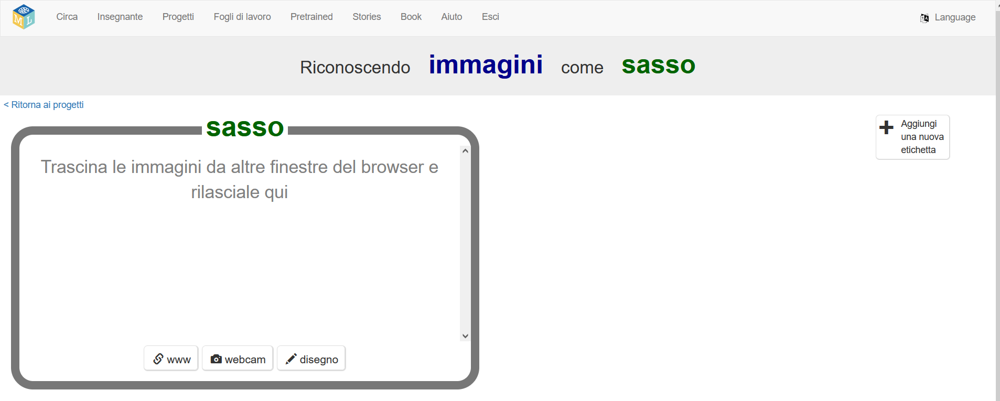 ML
Circa Insegnante Progetti Fogli di lavoro Pretrained Stories Book Aiuto Esci Language
Riconoscendo immagini come sasso
< Ritorna ai progetti
sasso
Trascina le immagini da altre finestre del browser e
rilasciale qui
www webcam disegno
Aggiungi
una nuova
etichetta